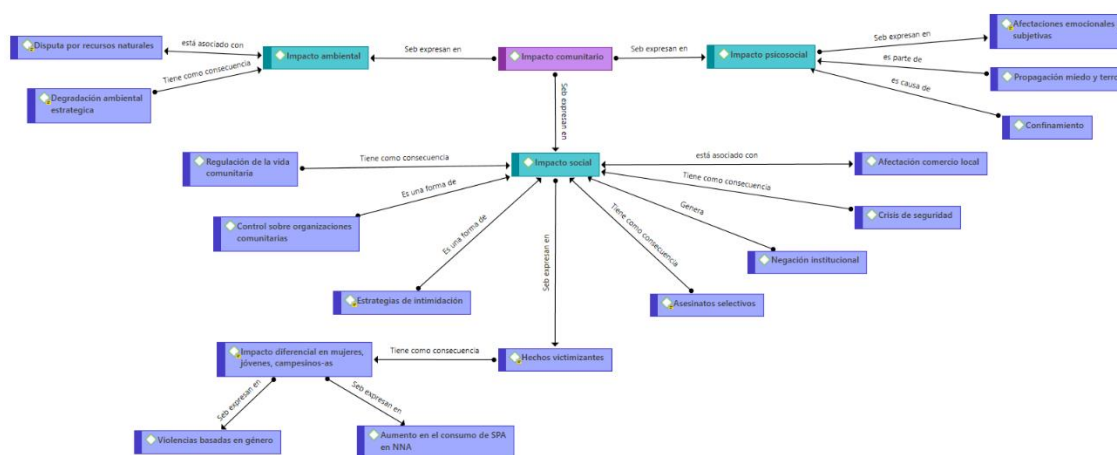 Disputa por recursos naturales
está asociado con
Impacto ambiental
Seb expresan en
Impacto comunitario
Seb expresan en
Impacto psicosocial
Seb expresan en
Afectaciones emocionales
subjetivas
Tiene como consecuencia
Degradación ambiental
estrategica
es parte de
Propagación miedo y terro
es causa de
Confinamiento
Seb expresan en
Regulación de la vida
comunitaria
Tiene como consecuencia
Impacto social
está asociado con
Afectación comercio local
Tiene como consecuencia
Crisis de seguridad
Es una forma de
Control sobre organizaciones
comunitarias
Genera
Negación institucional
Es una forma de
Estrategias de intimidación
Seb expresan en
Tiene como consecuencia
Asesinatos selectivos
Impacto diferencial en mujeres,
jóvenes, campesinos-as
Tiene como consecuencia
Hechos victimizantes
Seb expresan en
Seb expresan en
Violencias basadas en género
Aumento en el consumo de SPA
en NNA